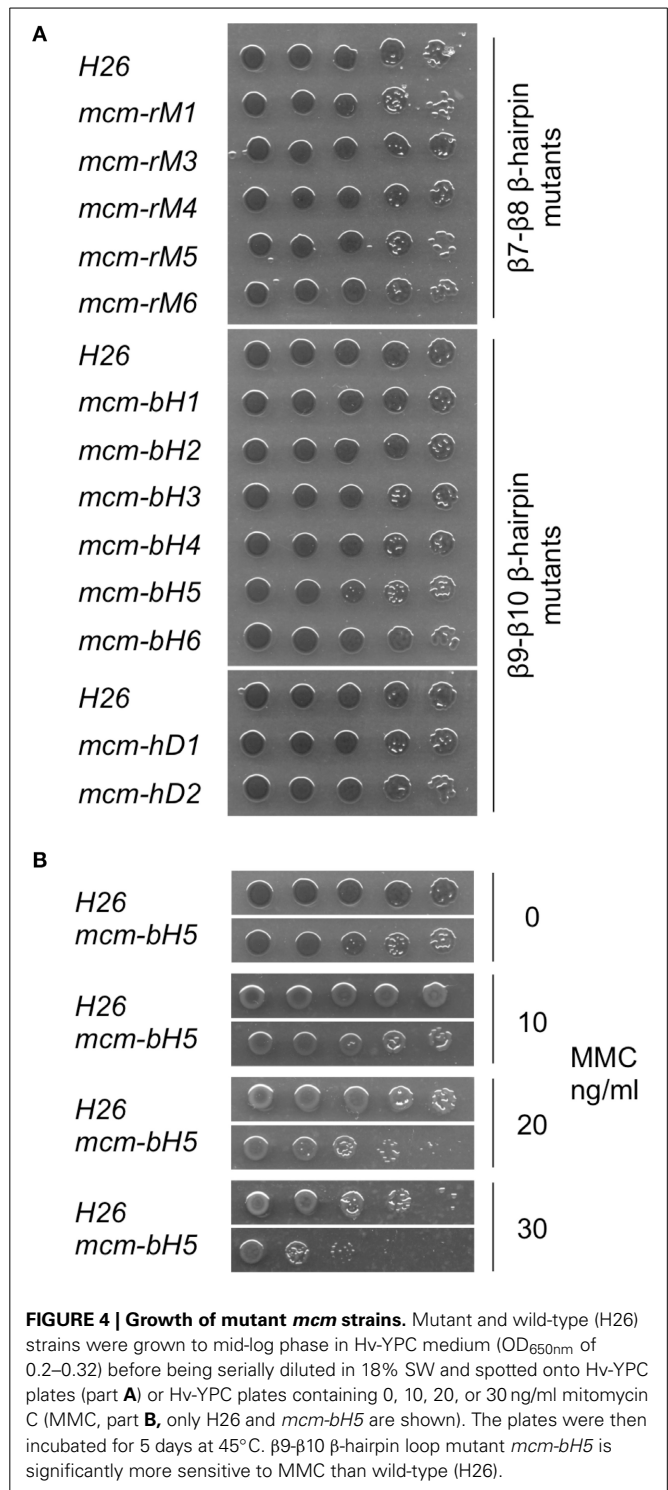 A
H26
mcm-rM1
mcm-rM3
mcm-rM4
mcm-rM5
mcm-rM6
β7-β8 β-hairpin
mutants
H26
mcm-bH1
mcm-bH2
mcm-bH3
mcm-bH4
mcm-bH5
mcm-bH6
H26
mcm-hD1
mcm-hD2
β9-β10 β-hairpin
mutants
B
H26
mcm-bH5
0
H26
mcm-bH5
10
H26
mcm-bH5
20
H26
mcm-bH5
30
MMC
ng/ml
FIGURE 4 | Growth of mutant mcm strains. Mutant and wild-type (H26)
strains were grown to mid-log phase in Hv-YPC medium (OD650nm of
0.2–0.32) before being serially diluted in 18% SW and spotted onto Hv-YPC
plates (part A) or Hv-YPC plates containing 0, 10, 20, or 30 ng/ml mitomycin
C (MMC, part B, only H26 and mcm-bH5 are shown). The plates were then
incubated for 5 days at 45°C. β9-β10 β-hairpin loop mutant mcm-bH5 is
significantly more sensitive to MMC than wild-type (H26).